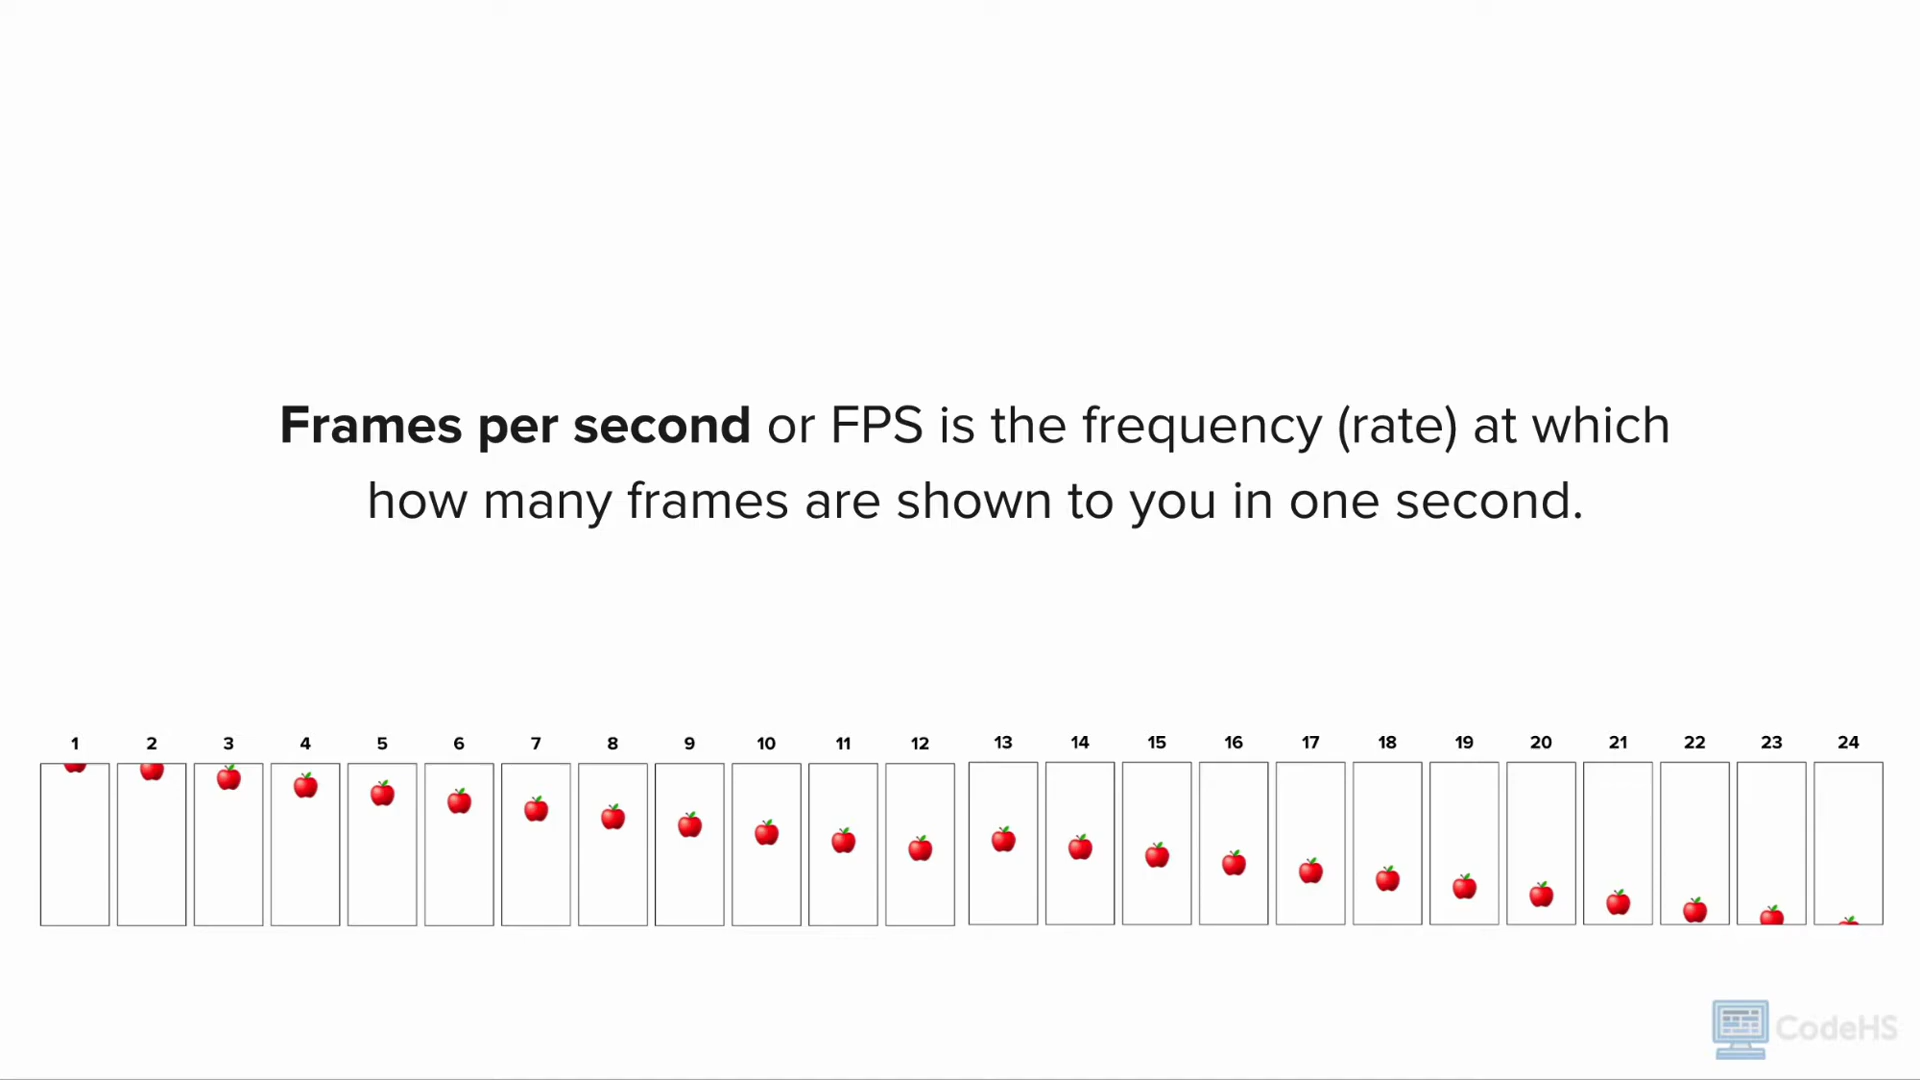 Frames per second or FPS is the frequency (rate) at which
how many frames are shown to you in one second.
1 2 3 4 5 6 7 8 9 10 11 12 13 14 15 16 17 18 19 20 21 22 23 24
CodeHS